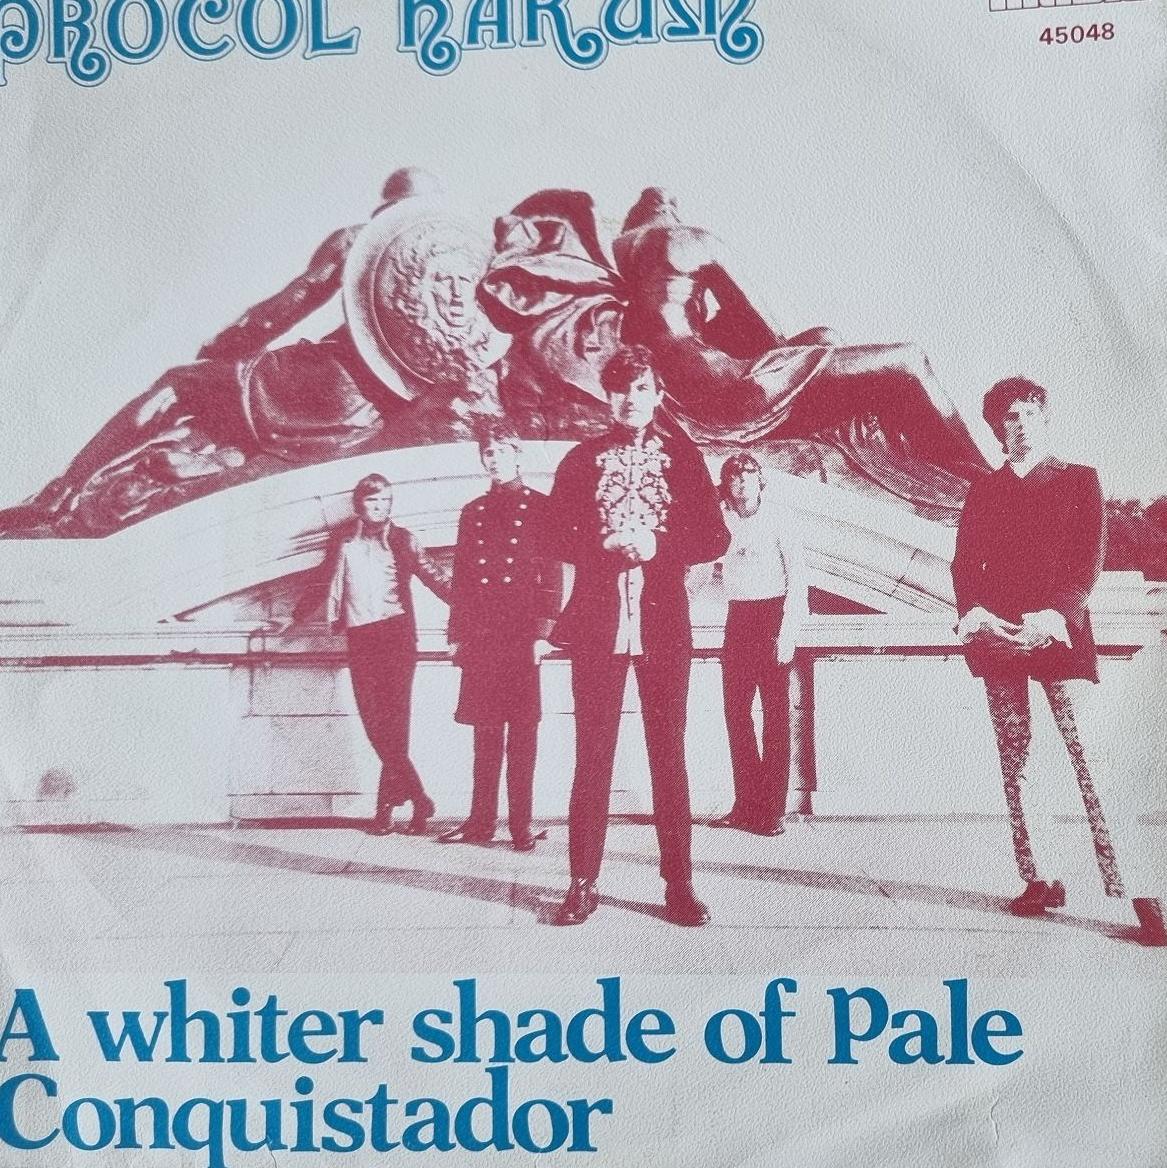 PROCOL HARUM
45048
A whiter shade of Pale
Conquistador